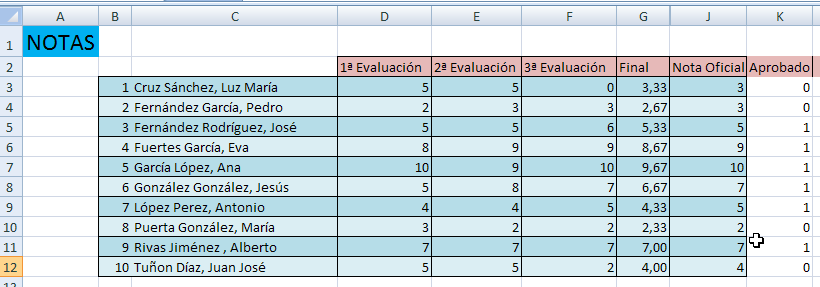 A B C D E F G J K
1 NOTAS
2 1ª Evaluación 2ª Evaluación 3ª Evaluación Final Nota Oficial Aprobado
3 1 Cruz Sánchez, Luz María 5 5 0 3,33 3 0
4 2 Fernández García, Pedro 2 3 3 2,67 3 0
5 3 Fernández Rodríguez, José 5 5 6 5,33 5 1
6 4 Fuertes García, Eva 8 9 9 8,67 9 1
7 5 García López, Ana 10 9 10 9,67 10 1
8 6 González González, Jesús 5 8 7 6,67 7 1
9 7 López Perez, Antonio 4 4 5 4,33 5 1
10 8 Puerta González, María 3 2 2 2,33 2 0
11 9 Rivas Jiménez , Alberto 7 7 7 7,00 7 1
12 10 Tuñon Díaz, Juan José 5 5 2 4,00 4 0